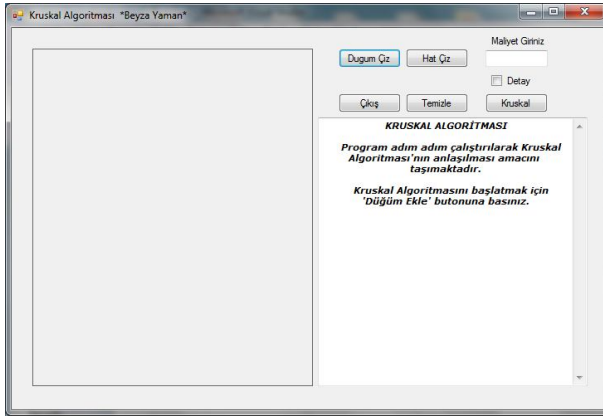 Kruskal Algoritması *Beyza Yaman*
Maliyet Giriniz
Dugum Çiz
Hat Çiz
Detay
Çıkış
Temizle
Kruskal
KRUSKAL ALGORİTMASI
Program adım adım çalıştırılarak Kruskal
Algoritması'nın anlaşılması amacını
taşımaktadır.
Kruskal Algoritmasını başlatmak için
'Düğüm Ekle' butonuna basınız.